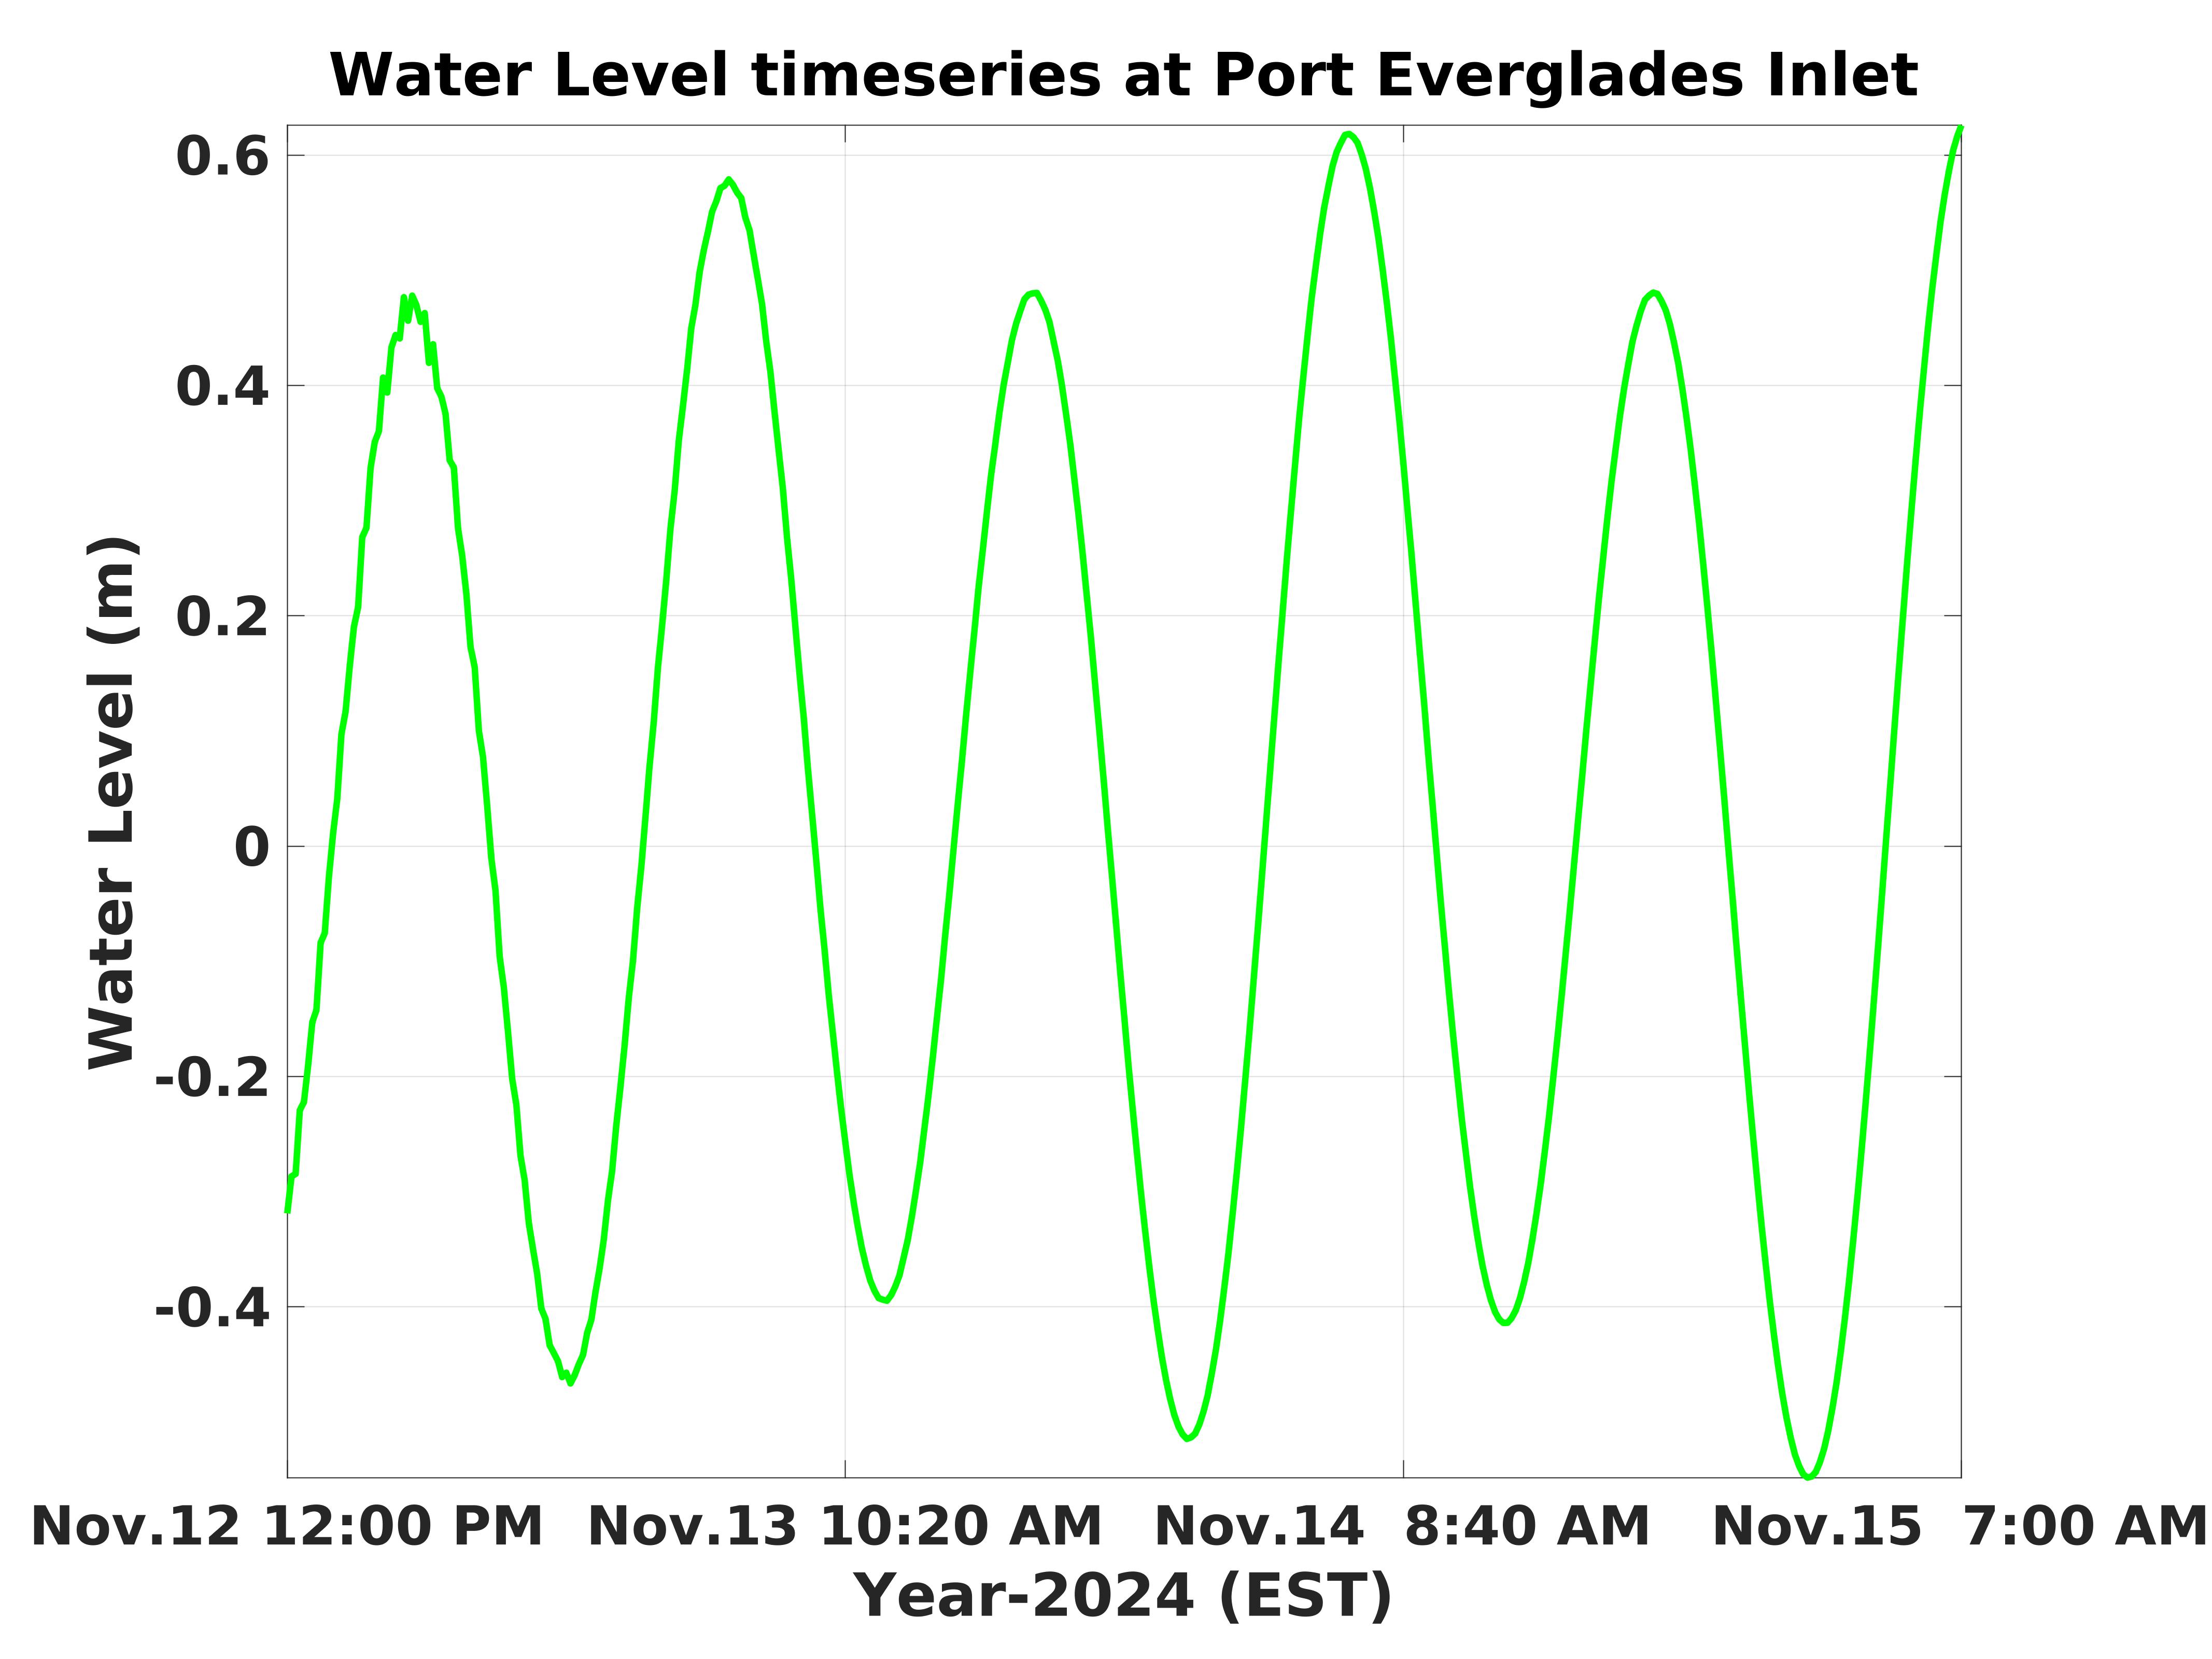 Water Level timeseries at Port Everglades Inlet
0.6
0.4
0.2
0
-0.2
-0.4
Water Level (m)
Nov.12 12:00 PM Nov.13 10:20 AM Nov.14 8:40 AM Nov.15 7:00 AM
Year-2024 (EST)